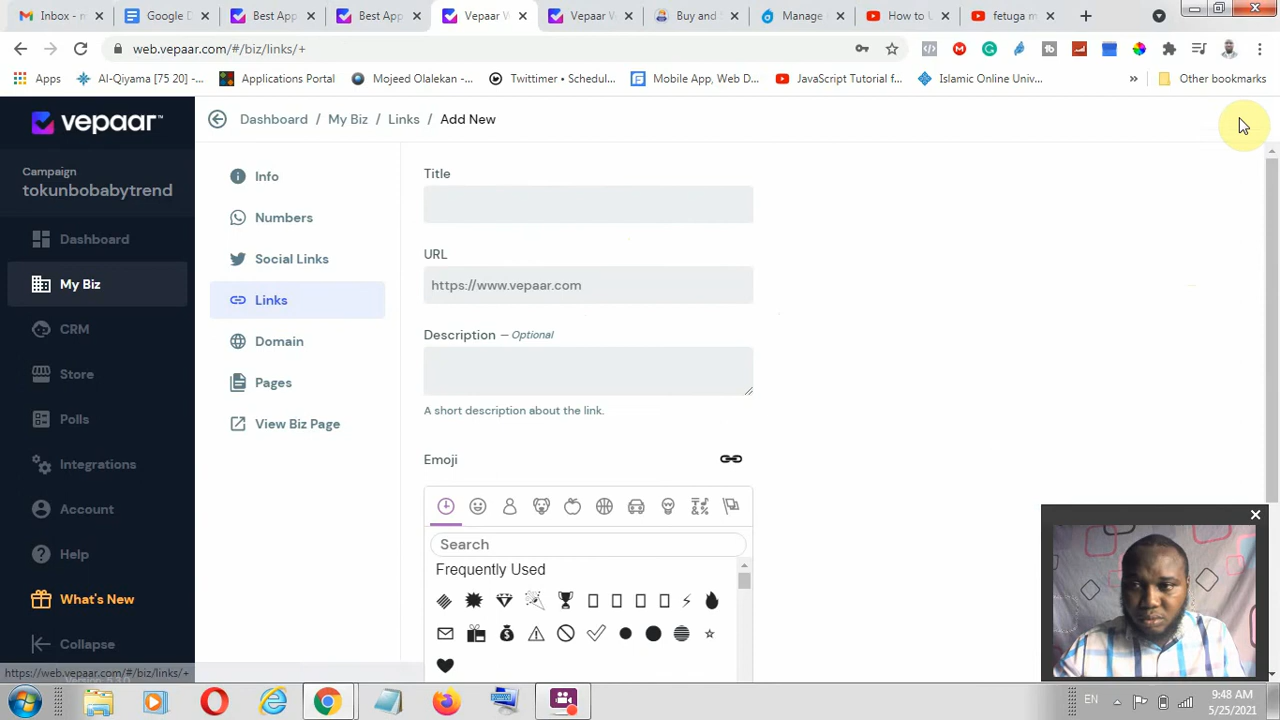 Inbox - m
Google D
Best App
Best App
Vepaar W
Vepaar W
Buy and
Manage
How to U
fetuga m
web.vepaar.com/#/biz/links/+
Apps
Al-Qiyama [75 20] -...
Applications Portal
Mojeed Olalekan -...
Twittimer • Schedul...
Mobile App, Web D...
JavaScript Tutorial f...
Islamic Online Univ...
»
Other bookmarks
vepaar™
Dashboard / My Biz / Links / Add New
Campaign
tokunbobabytrend
Dashboard
My Biz
CRM
Store
Polls
Integrations
Account
Help
What's New
Collapse
Info
Numbers
Social Links
Links
Domain
Pages
View Biz Page
Title
URL
https://www.vepaar.com
Description — Optional
A short description about the link.
Emoji
Search
Frequently Used
https://web.vepaar.com/#/biz/links/+
EN
9:48 AM
5/25/2021